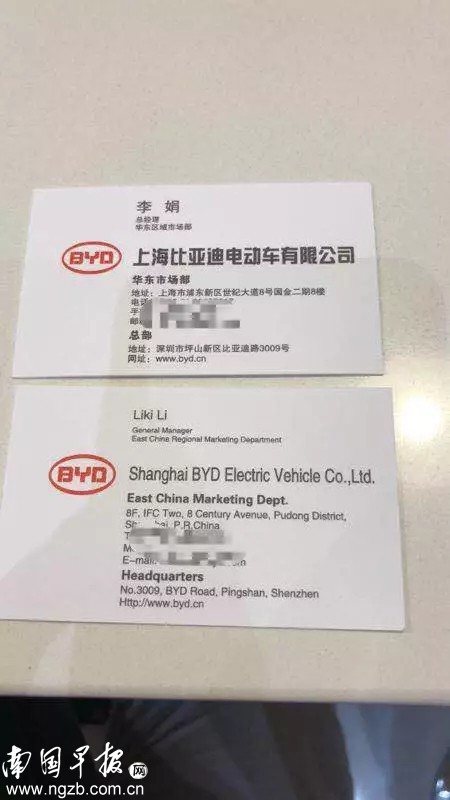 李 娟
总经理
华东区域市场部
BYD
上海比亚迪电动车有限公司
华东市场部
地址：上海市浦东新区世纪大道8号国金二期8楼
电话
手
邮
总部
地址：深圳市坪山新区比亚迪路3009号
网址：www.byd.cn
Liki Li
General Manager
East China Regional Marketing Department
BYD
Shanghai BYD Electric Vehicle Co.,Ltd.
East China Marketing Dept.
8F, IFC Two, 8 Century Avenue, Pudong District,
P.R.China
E-mail:
Headquarters
No.3009, BYD Road, Pingshan, Shenzhen
Http://www.byd.cn
南国早报网
www.ngzb.com.cn